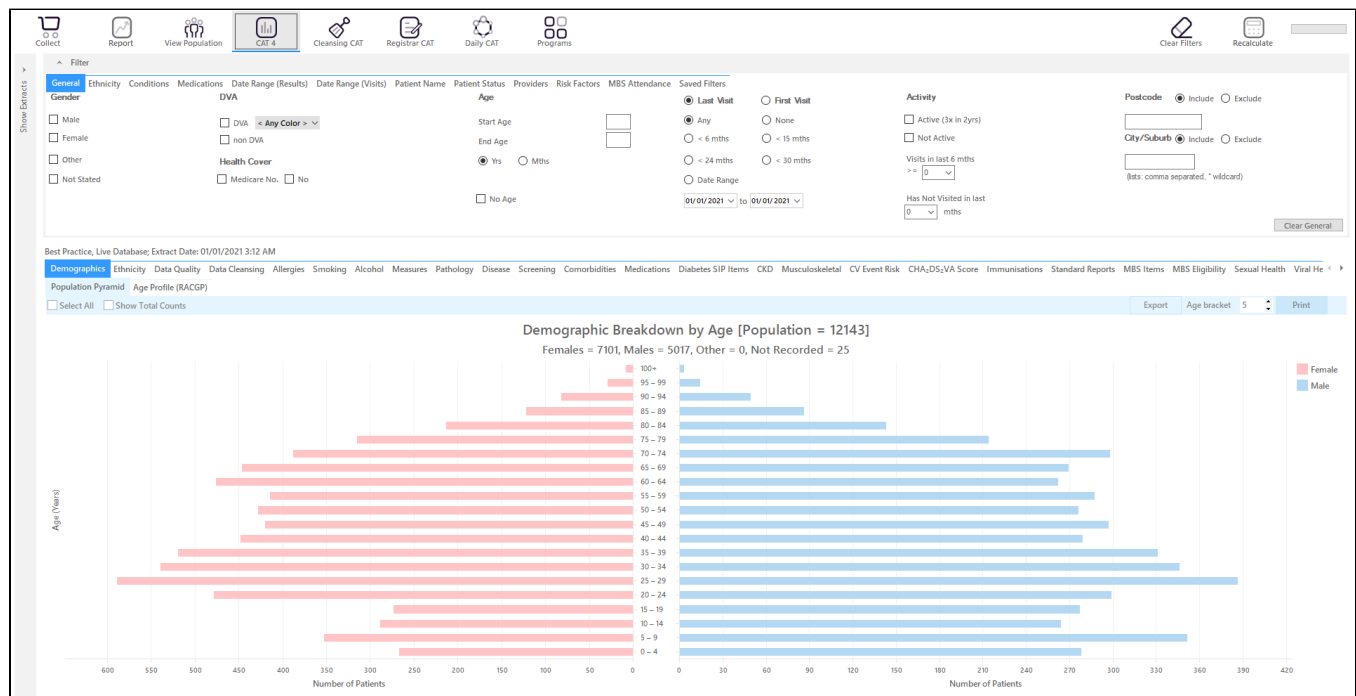 Collect Report View Population CAT 4 Cleansing CAT Registrar CAT Daily CAT Programs Clear Filters Recalculate
Show Extracts
Filter
General Ethnicity Conditions Medications Date Range (Results) Date Range (Visits) Patient Name Patient Status Providers Risk Factors MBS Attendance Saved Filters
Gender DVA Age Last Visit First Visit Activity Postcode Include Exclude
Male DVA < Any Color > Start Age Any None Active (3x in 2yrs)
Female non DVA End Age < 6 mths < 15 mths Not Active City/Suburb Include Exclude
Other Health Cover Yrs Mths < 24 mths < 30 mths Visits in last 6 mths
Not Stated Medicare No. No Date Range >= 0 (lists: comma separated, * wildcard)
No Age 01/01/2021 to 01/01/2021 Has Not Visited in last
0 mths
Clear General
Best Practice, Live Database; Extract Date: 01/01/2021 3:12 AM
Demographics Ethnicity Data Quality Data Cleansing Allergies Smoking Alcohol Measures Pathology Disease Screening Comorbidities Medications Diabetes SIP Items CKD Musculoskeletal CV Event Risk CHA₂DS₂VA Score Immunisations Standard Reports MBS Items MBS Eligibility Sexual Health Viral He
Population Pyramid Age Profile (RACGP)
Select All Show Total Counts Export Age bracket 5 Print
Demographic Breakdown by Age [Population = 12143]
Females = 7101, Males = 5017, Other = 0, Not Recorded = 25
Female
Male
Age (Years)
100+
95 – 99
90 – 94
85 – 89
80 – 84
75 – 79
70 – 74
65 – 69
60 – 64
55 – 59
50 – 54
45 – 49
40 – 44
35 – 39
30 – 34
25 – 29
20 – 24
15 – 19
10 – 14
5 – 9
0 – 4
600 550 500 450 400 350 300 250 200 150 100 50 0 0 30 60 90 120 150 180 210 240 270 300 330 360 390 420
Number of Patients Number of Patients